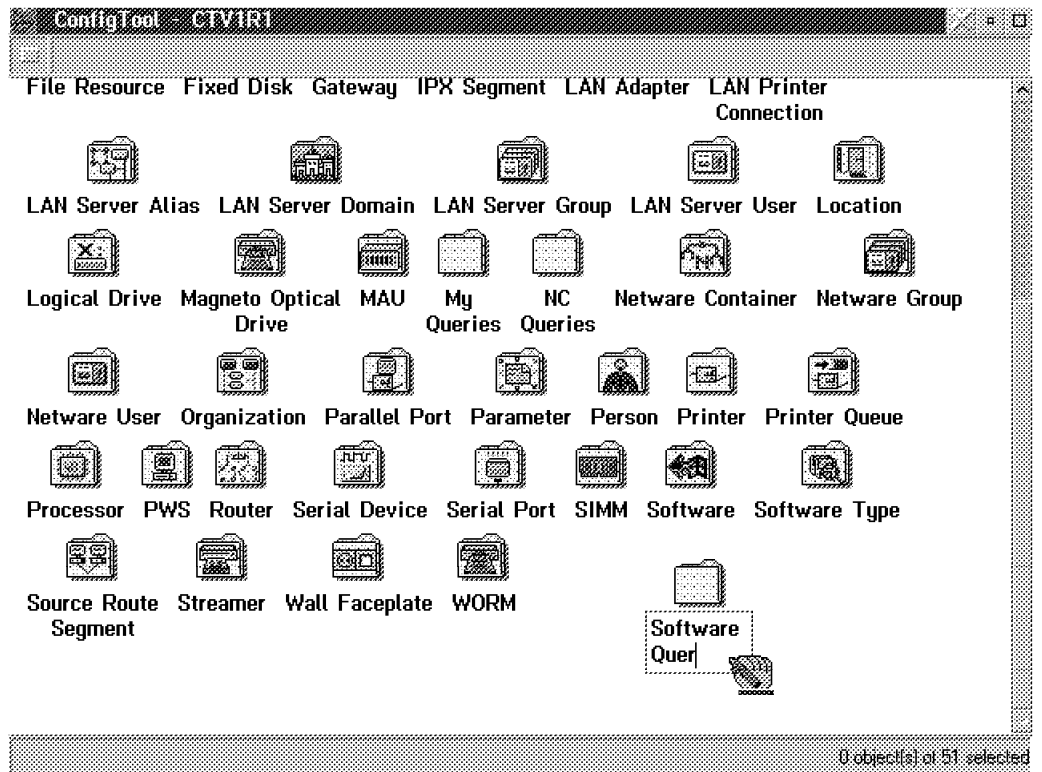 ConfigTool - CTV1R1
File Resource Fixed Disk Gateway IPX Segment LAN Adapter LAN Printer
Connection
LAN Server Alias LAN Server Domain LAN Server Group LAN Server User Location
X:
Logical Drive Magneto Optical MAU My NC Netware Container Netware Group
Drive Queries Queries
Netware User Organization Parallel Port Parameter Person Printer Printer Queue
Processor PWS Router Serial Device Serial Port SIMM Software Software Type
Source Route Streamer Wall Faceplate WORM
Segment
Software
Quer
0 object(s) of 51 selected